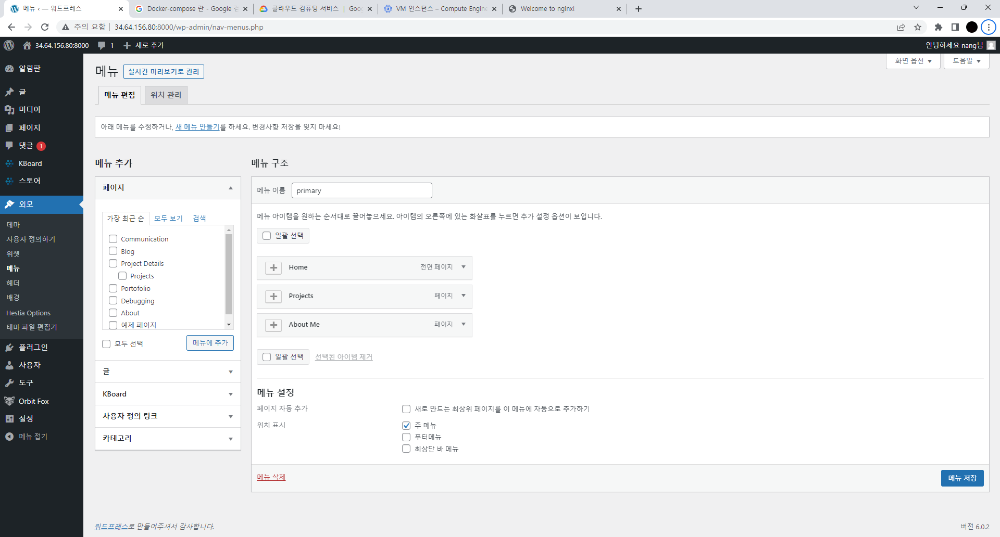 메뉴 ‹ — 워드프레스
Docker-compose 란 - Google 검
클라우드 컴퓨팅 서비스 | Goog
VM 인스턴스 – Compute Engine
Welcome to nginx!
주의 요함 34.64.156.80:8000/wp-admin/nav-menus.php
34.64.156.80:8000 1 새로 추가
안녕하세요 nang님
알림판
글
미디어
페이지
댓글 1
KBoard
스토어
외모
테마
사용자 정의하기
위젯
메뉴
헤더
배경
Hestia Options
테마 파일 편집기
플러그인
사용자
도구
Orbit Fox
설정
메뉴 접기
화면 옵션
도움말
메뉴
실시간 미리보기로 관리
메뉴 편집
위치 관리
아래 메뉴를 수정하거나, 새 메뉴 만들기를 하세요. 변경사항 저장을 잊지 마세요!
메뉴 추가
페이지
가장 최근 순
모두 보기
검색
Communication
Blog
Project Details
Projects
Portofolio
Debugging
About
예제 페이지
모두 선택
메뉴에 추가
글
KBoard
사용자 정의 링크
카테고리
메뉴 구조
메뉴 이름 primary
메뉴 아이템을 원하는 순서대로 끌어놓으세요. 아이템의 오른쪽에 있는 화살표를 누르면 추가 설정 옵션이 보입니다.
일괄 선택
Home 전면 페이지
Projects 페이지
About Me 페이지
일괄 선택 선택된 아이템 제거
메뉴 설정
페이지 자동 추가 새로 만드는 최상위 페이지를 이 메뉴에 자동으로 추가하기
위치 표시 주 메뉴
푸터메뉴
최상단 바 메뉴
메뉴 삭제
메뉴 저장
워드프레스로 만들어주셔서 감사합니다.
버전 6.0.2